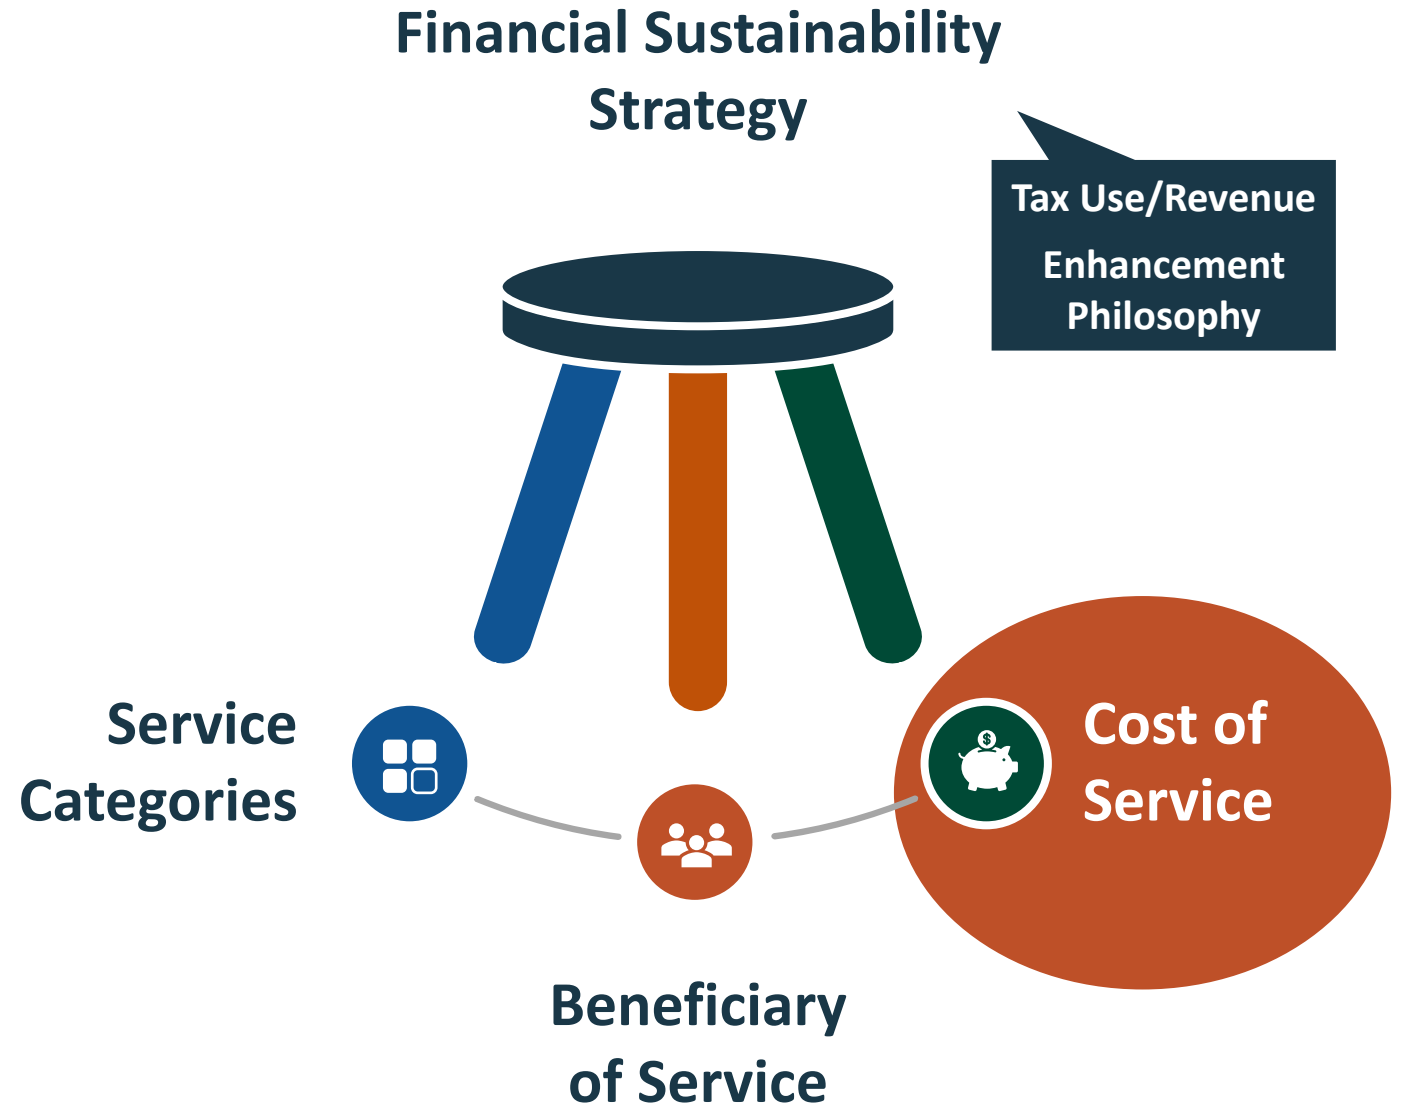 Financial Sustainability
Strategy
Tax Use/Revenue
Enhancement
Philosophy
Service
Categories
$
Cost of
Service
Beneficiary
of Service